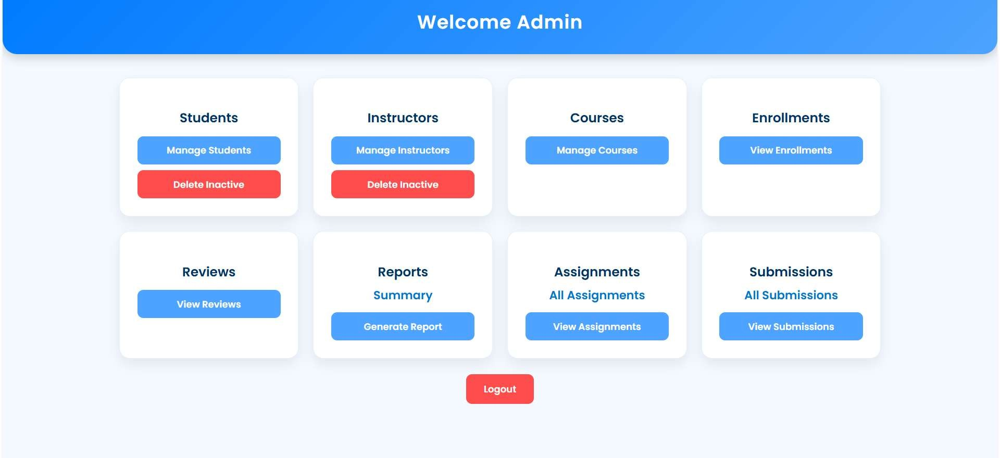 Welcome Admin
Students
Manage Students
Delete Inactive
Instructors
Manage Instructors
Delete Inactive
Courses
Manage Courses
Enrollments
View Enrollments
Reviews
View Reviews
Reports
Summary
Generate Report
Assignments
All Assignments
View Assignments
Submissions
All Submissions
View Submissions
Logout